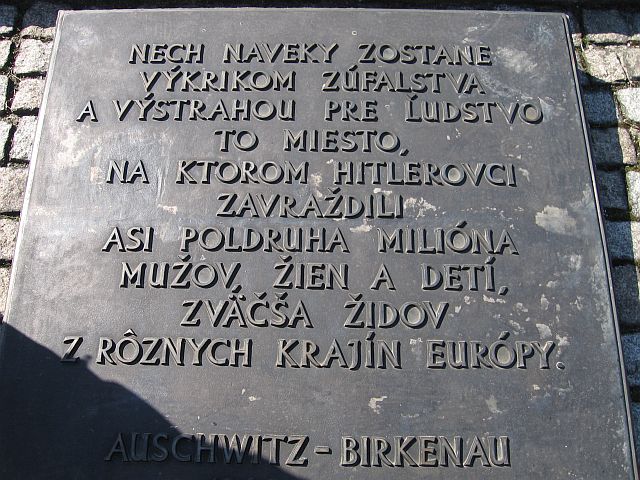 NECH NAVEKY ZOSTANE
VÝKRIKOM ZÚFALSTVA
A VÝSTRAHOU PRE ĽUDSTVO
TO MIESTO,
NA KTOROM HITLEROVCI
ZAVRAŽDILI
ASI POLDRUHA MILIÓNA
MUŽOV, ŽIEN A DETÍ,
ZVÄČŠA ŽIDOV
Z RÔZNYCH KRAJÍN EURÓPY.
AUSCHWITZ - BIRKENAU